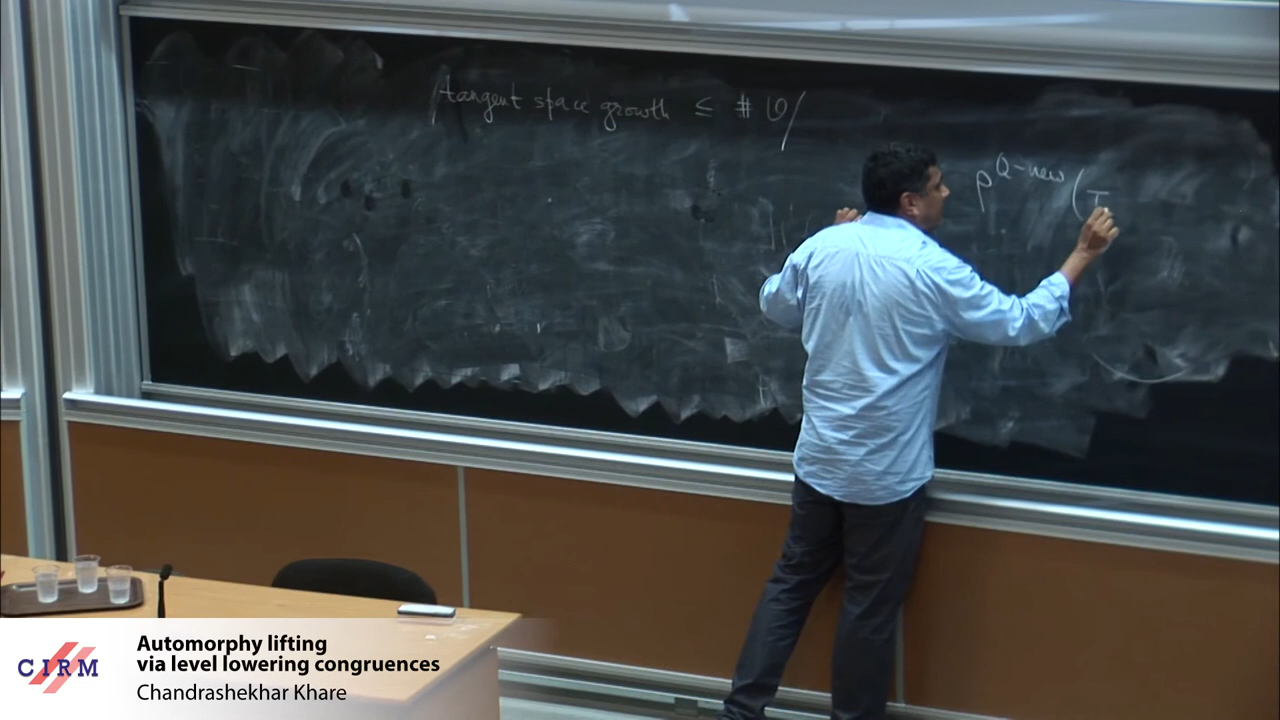 tangent space growth ≤ # Q
ρ^{Q-new} (T
CIRM
Automorphy lifting
via level lowering congruences
Chandrashekhar Khare